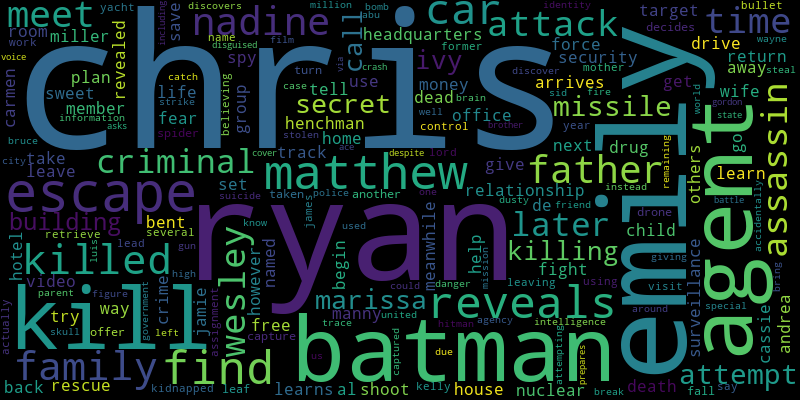 yacht
including
meet
nadine
car
attack
target
bomb
identity
bullet
time
discovers
million
abu
save
call
headquarters
former
decides
wayne
room
miller
name
disguised
film
via
force
security
drive
steal
work
voice
revealed
spy
ivy
arrives
mother
return
discover
carmen
plan
catch
believing
group
case
turn
crash
use
money
away
sweet
life
strike
tell
dead
brain
office
missile
get
wife
member
fear
secret
well
sid
fire
information
asks
spider
henchman
control
year
gordon
state
world
bruce
chris
stolen
home
despite
brother
drug
remaining
go
assassin
city
take
criminal
cover
track
ace
lord
next
father
give
learn
leave
matthew
relationship
others
escape
set
suicide
taken
police
another
one
de
instead
child
battle
building
bent
ryan
james
dusty
friend
later
drone
accidentally
retrieve
several
know
used
meanwhile
help
killing
emily
agent
hotel
luis
lead
gun
wesley
however
named
begin
mission
fight
giving
surveillance
killed
video
high
could
danger
leaving
using
visit
bring
parent
figure
government
jamie
assignment
marissa
reveals
around
special
actually
kill
way
crime
free
manny
united
hitman
agency
intelligence
cassie
andrea
try
skull
offer
left
capture
trace
us
captured
due
attempting
prepares
family
find
batman
attempt
back
rescue
kidnapped
leaf
learns
al
shoot
kelly
house
nuclear
break
death
fall
say